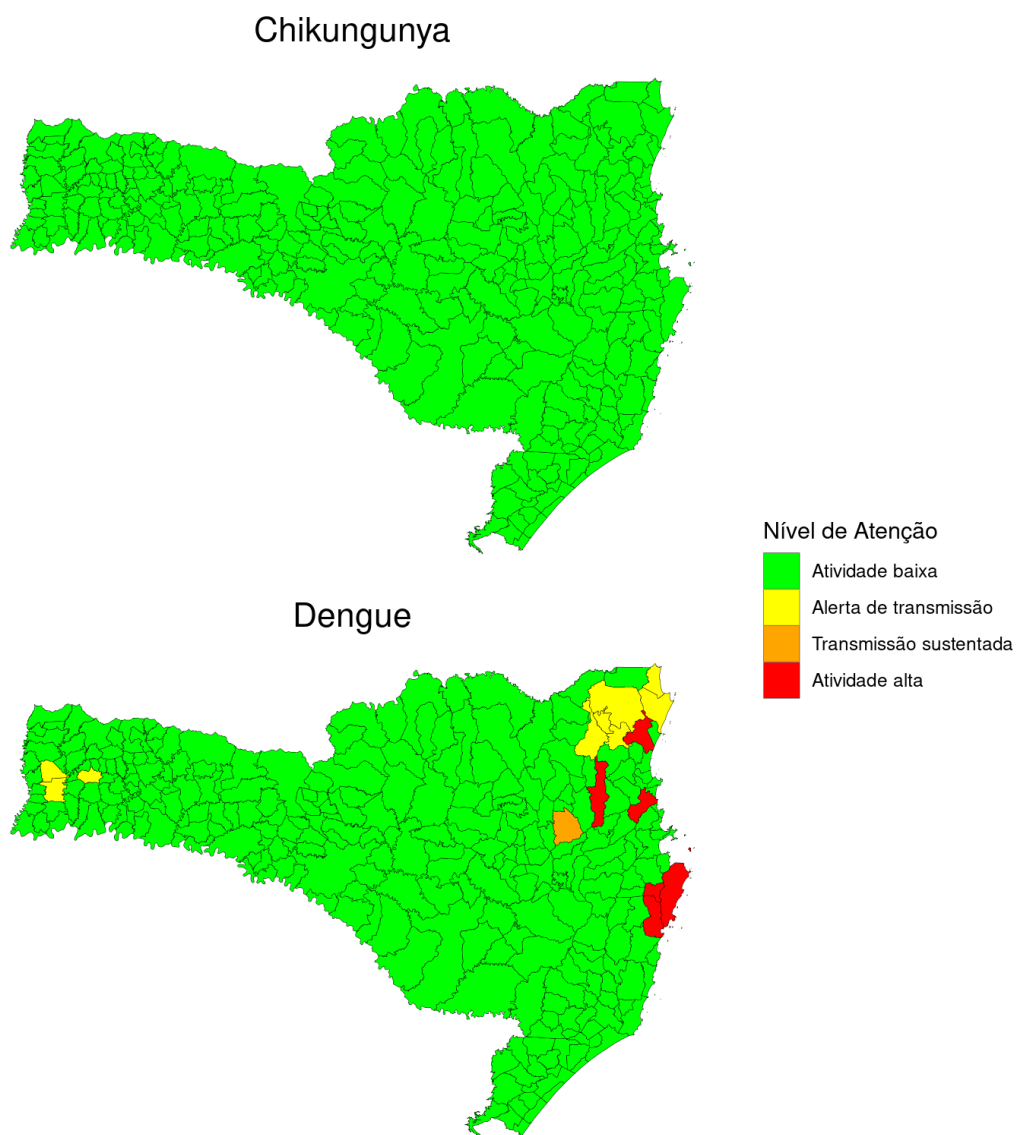 Chikungunya
Nível de Atenção
Atividade baixa
Alerta de transmissão
Transmissão sustentada
Atividade alta
Dengue